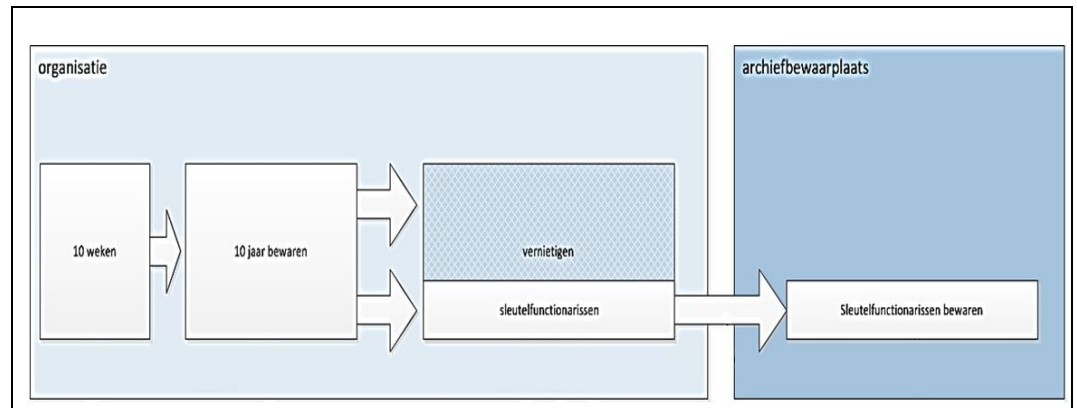 organisatie
archiefbewaarplaats
10 weken
10 jaar bewaren
vernietigen
sleutelfunctionarissen
Sleutelfunctionarissen bewaren